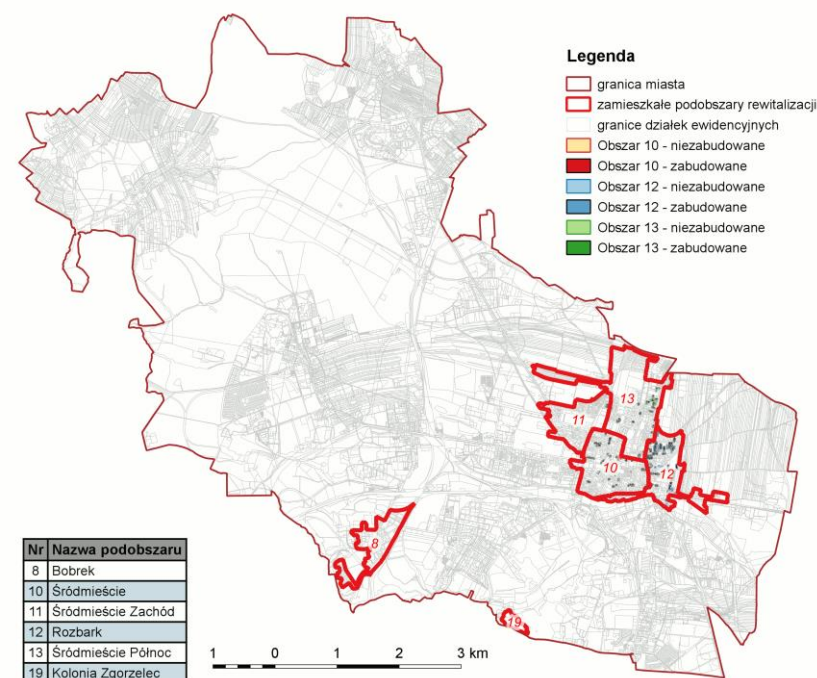 Legenda
granica miasta
zamieszkałe podobszary rewitalizacji
granice działek ewidencyjnych
Obszar 10 - niezabudowane
Obszar 10 - zabudowane
Obszar 12 - niezabudowane
Obszar 12 - zabudowane
Obszar 13 - niezabudowane
Obszar 13 - zabudowane
13
11
10
12
8
19
Nr Nazwa podobszaru
8 Bobrek
10 Śródmieście
11 Śródmieście Zachód
12 Rozbark
13 Śródmieście Północ
19 Kolonia Zgorzelec
1 0 1 2 3 km